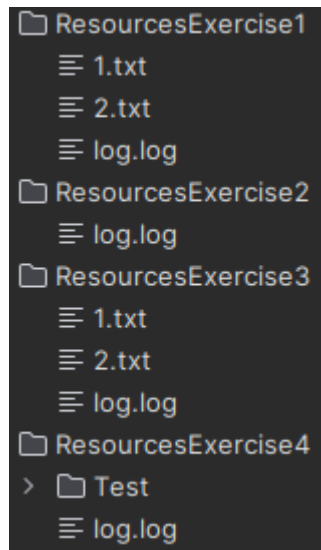 ResourcesExercise1
1.txt
2.txt
log.log
ResourcesExercise2
log.log
ResourcesExercise3
1.txt
2.txt
log.log
ResourcesExercise4
Test
log.log